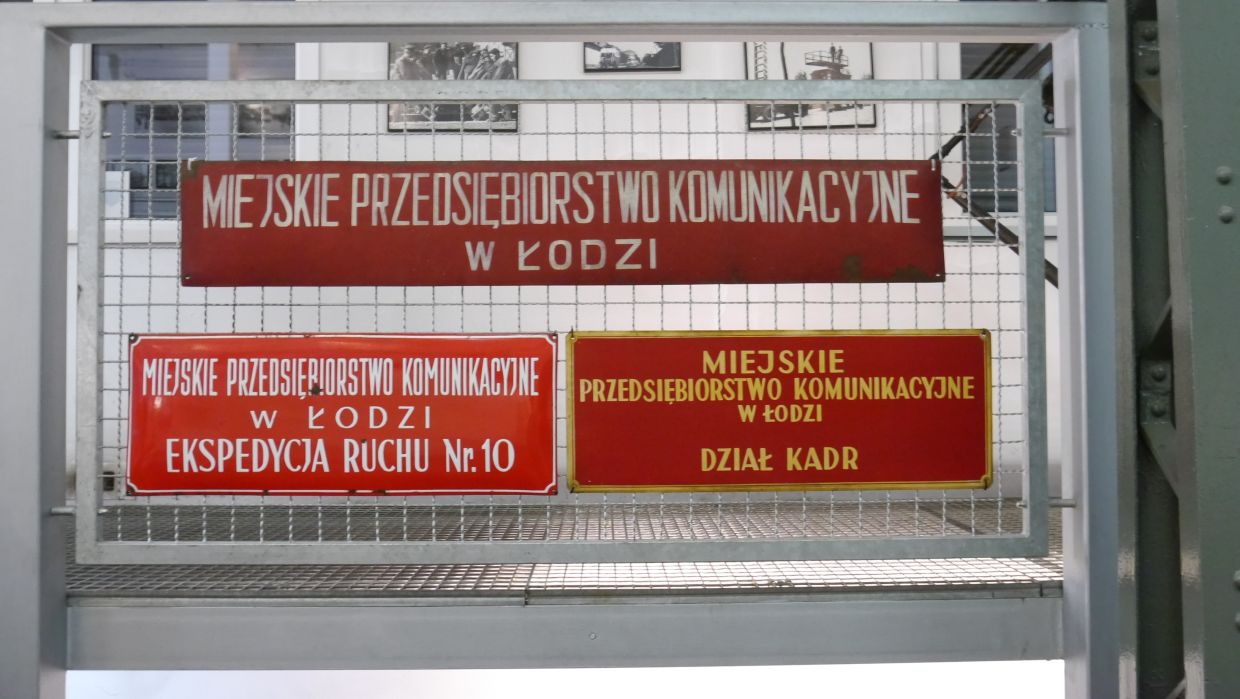 MIEJSKIE PRZEDSIĘBIORSTWO KOMUNIKACYJNE
W ŁODZI
MIEJSKIE PRZEDSIĘBIORSTWO KOMUNIKACYJNE
W ŁODZI
EKSPEDYCJA RUCHU Nr. 10
MIEJSKIE
PRZEDSIĘBIORSTWO KOMUNIKACYJNE
W ŁODZI
DZIAŁ KADR